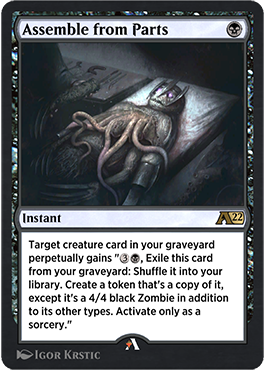 Assemble from Parts
Instant
A22
Target creature card in your graveyard
perpetually gains "3, Exile this card
from your graveyard: Shuffle it into your
library. Create a token that's a copy of it,
except it's a 4/4 black Zombie in addition
to its other types. Activate only as a
sorcery."
Igor Krstic